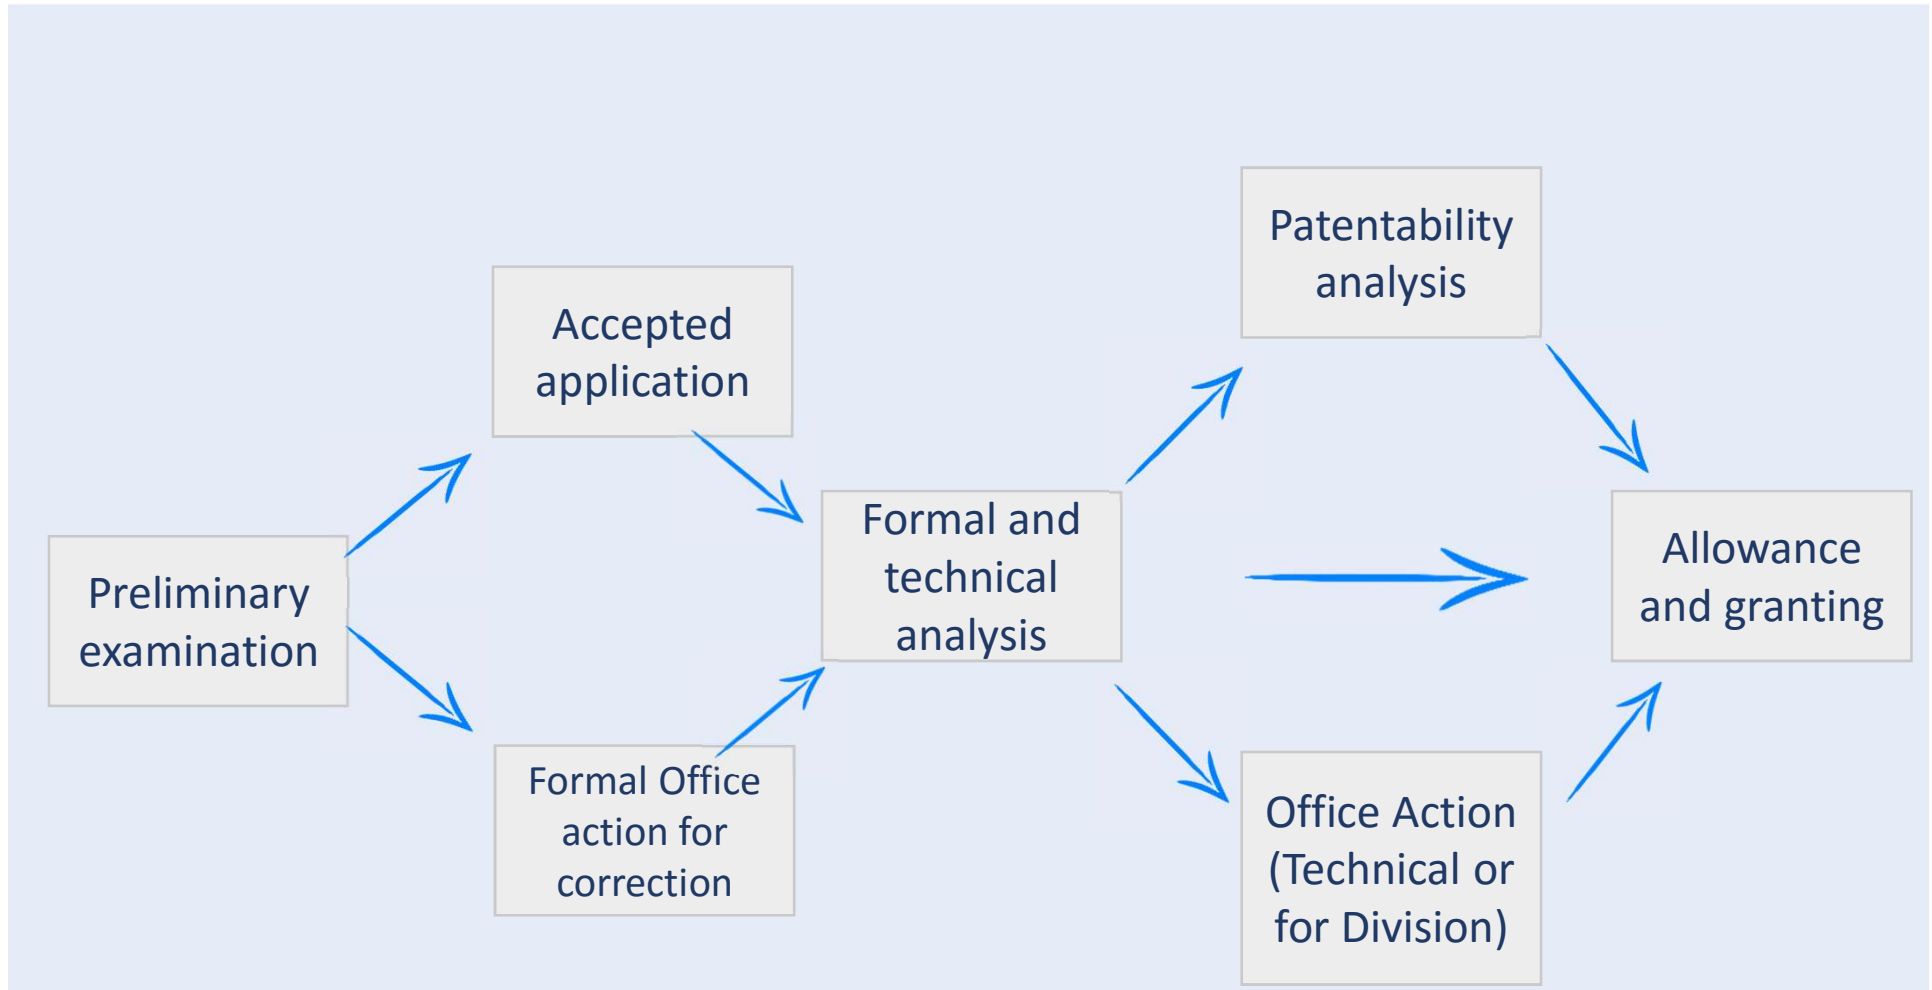 Preliminary
examination
Accepted
application
Formal Office
action for
correction
Formal and
technical
analysis
Patentability
analysis
Office Action
(Technical or
for Division)
Allowance
and granting